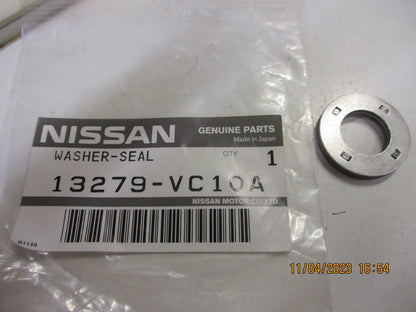 NISSAN GENUINE PARTS
Made in Japan
WASHER-SEAL QTY 1
13279-VC10A
NISSAN MOTOR CO., LTD.
01149
11/04/2023 16:54